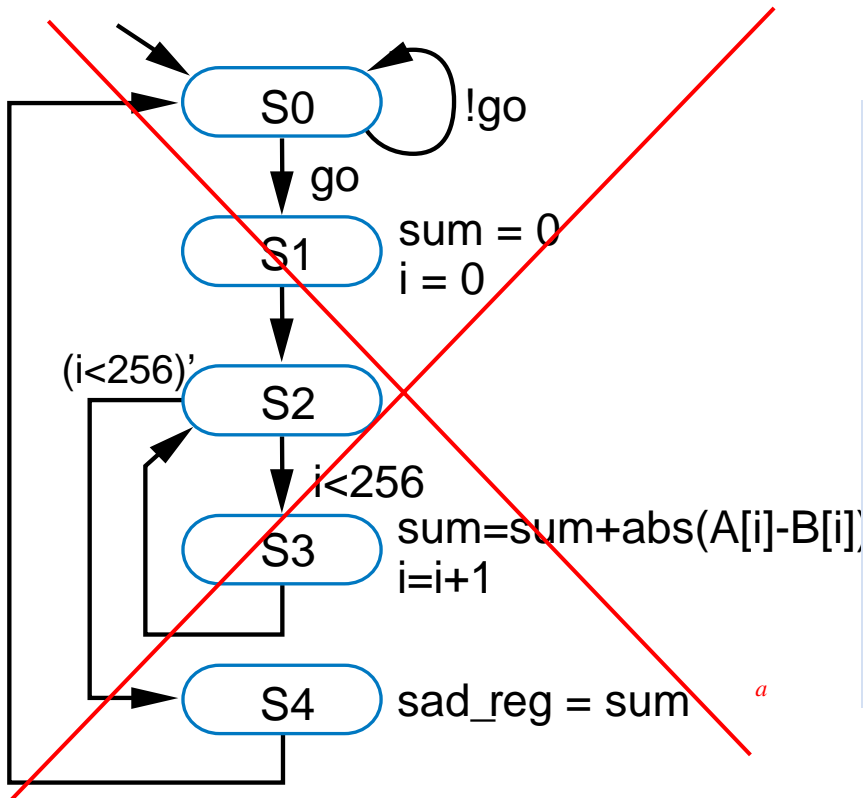 S0
!go
go
S1
sum = 0
i = 0
(i<256)’
S2
i<256
S3
sum=sum+abs(A[i]-B[i])
i=i+1
S4
sad_reg = sum
a